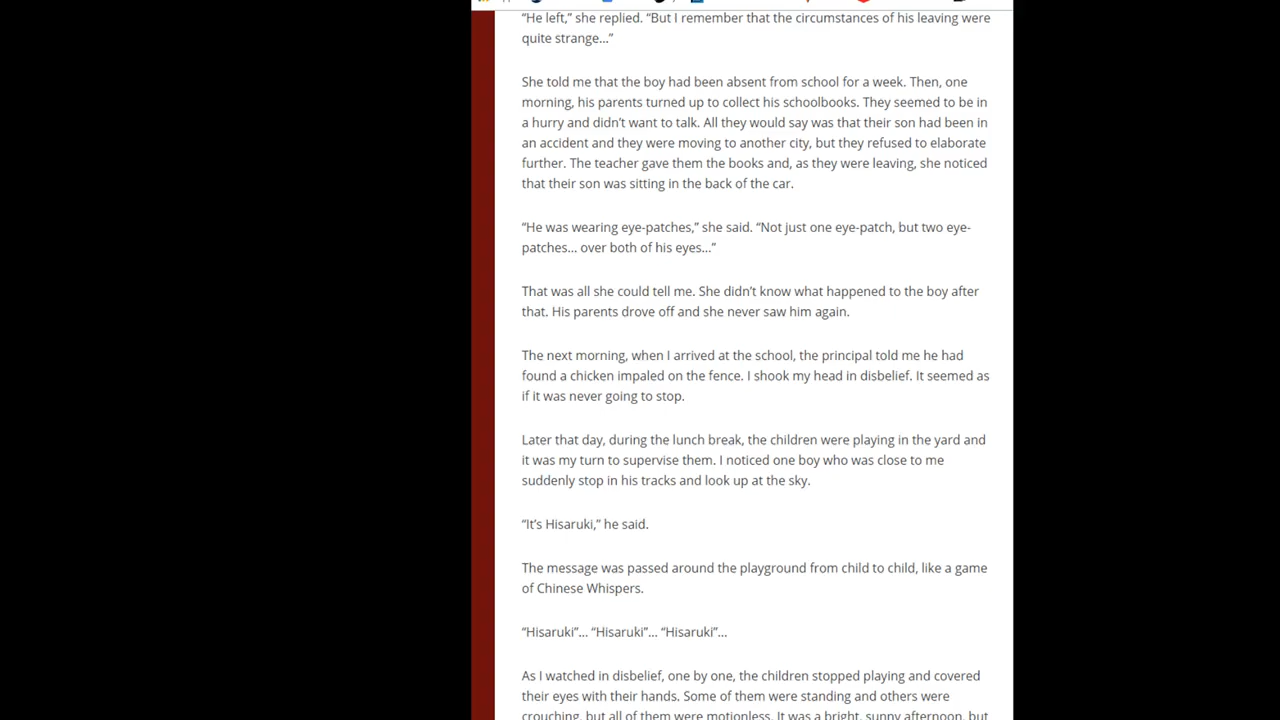 “He left,” she replied. “But I remember that the circumstances of his leaving were
quite strange…”
She told me that the boy had been absent from school for a week. Then, one
morning, his parents turned up to collect his schoolbooks. They seemed to be in
a hurry and didn’t want to talk. All they would say was that their son had been in
an accident and they were moving to another city, but they refused to elaborate
further. The teacher gave them the books and, as they were leaving, she noticed
that their son was sitting in the back of the car.
“He was wearing eye-patches,” she said. “Not just one eye-patch, but two eye-
patches… over both of his eyes…”
That was all she could tell me. She didn’t know what happened to the boy after
that. His parents drove off and she never saw him again.
The next morning, when I arrived at the school, the principal told me he had
found a chicken impaled on the fence. I shook my head in disbelief. It seemed as
if it was never going to stop.
Later that day, during the lunch break, the children were playing in the yard and
it was my turn to supervise them. I noticed one boy who was close to me
suddenly stop in his tracks and look up at the sky.
“It’s Hisaruki,” he said.
The message was passed around the playground from child to child, like a game
of Chinese Whispers.
“Hisaruki”… “Hisaruki”… “Hisaruki”…
As I watched in disbelief, one by one, the children stopped playing and covered
their eyes with their hands. Some of them were standing and others were
crouching, but all of them were motionless. It was a bright, sunny afternoon, but